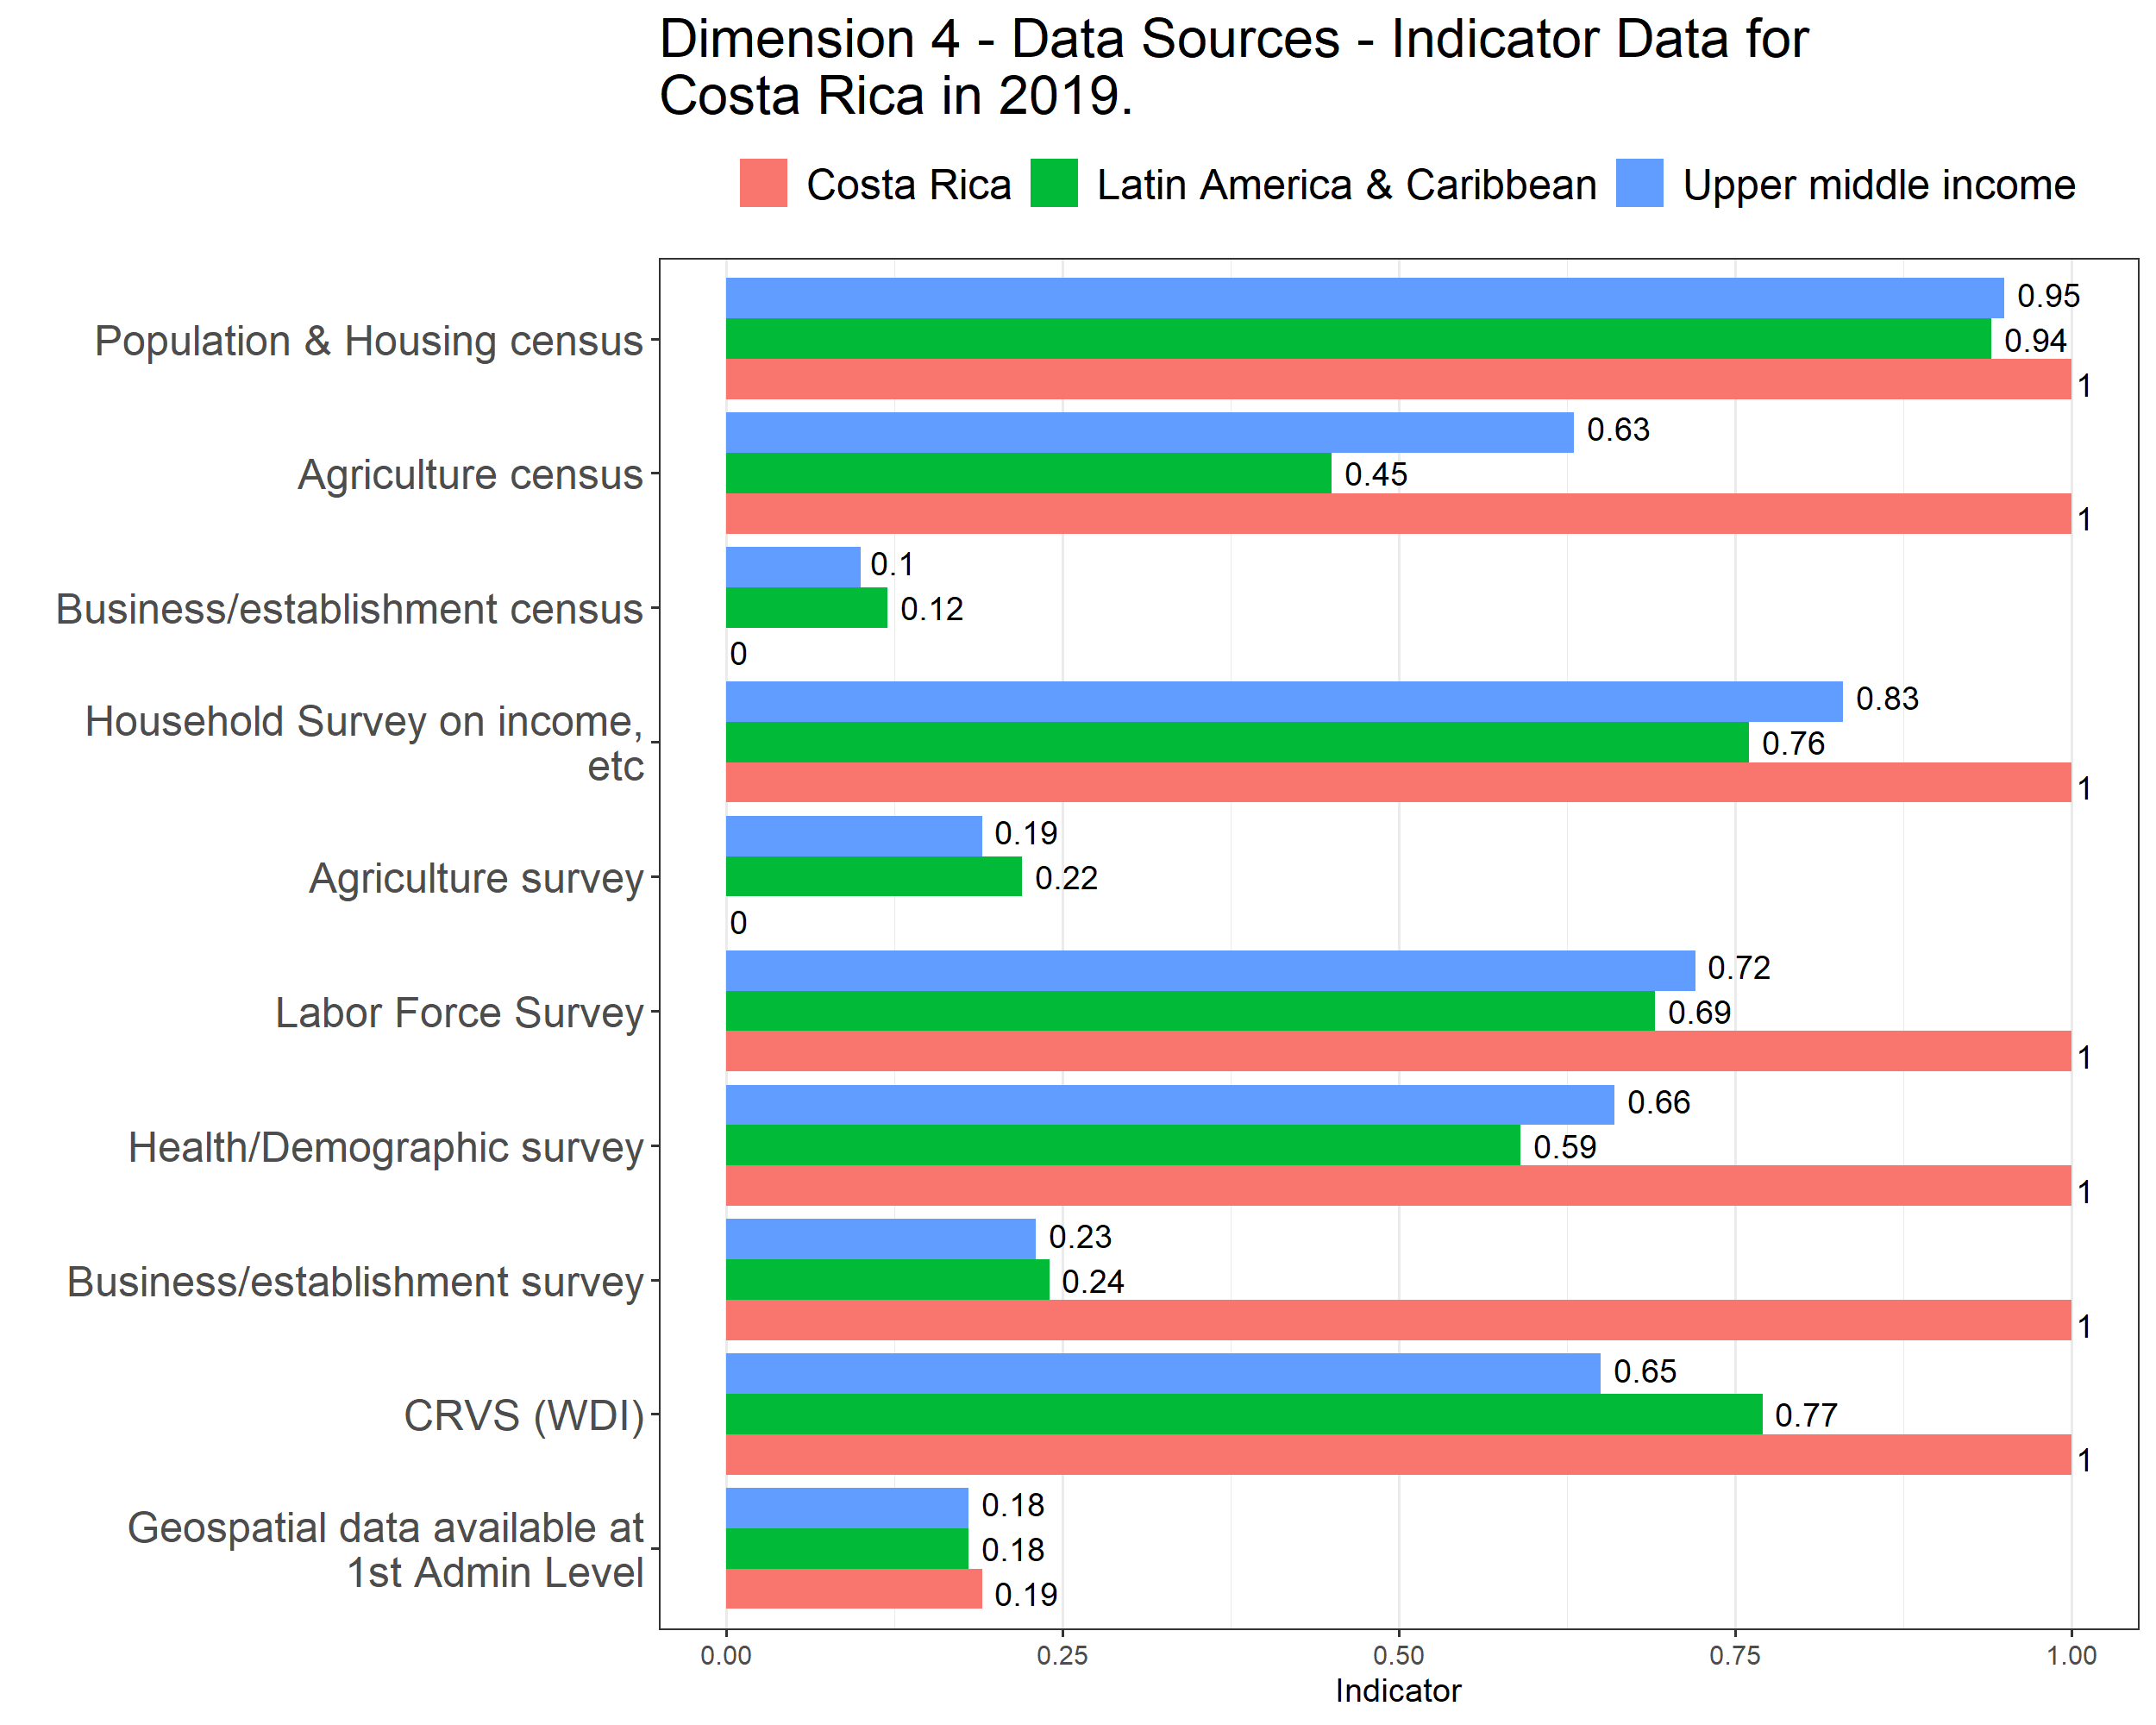 Dimension 4 - Data Sources - Indicator Data for
Costa Rica in 2019.
Costa Rica Latin America & Caribbean Upper middle income
Population & Housing census
0.95
0.94
1
Agriculture census
0.63
0.45
1
Business/establishment census
0.1
0.12
0
Household Survey on income,
etc
0.83
0.76
1
Agriculture survey
0.19
0.22
0
Labor Force Survey
0.72
0.69
1
Health/Demographic survey
0.66
0.59
1
Business/establishment survey
0.23
0.24
1
CRVS (WDI)
0.65
0.77
1
Geospatial data available at
1st Admin Level
0.18
0.18
0.19
0.00 0.25 0.50 0.75 1.00
Indicator